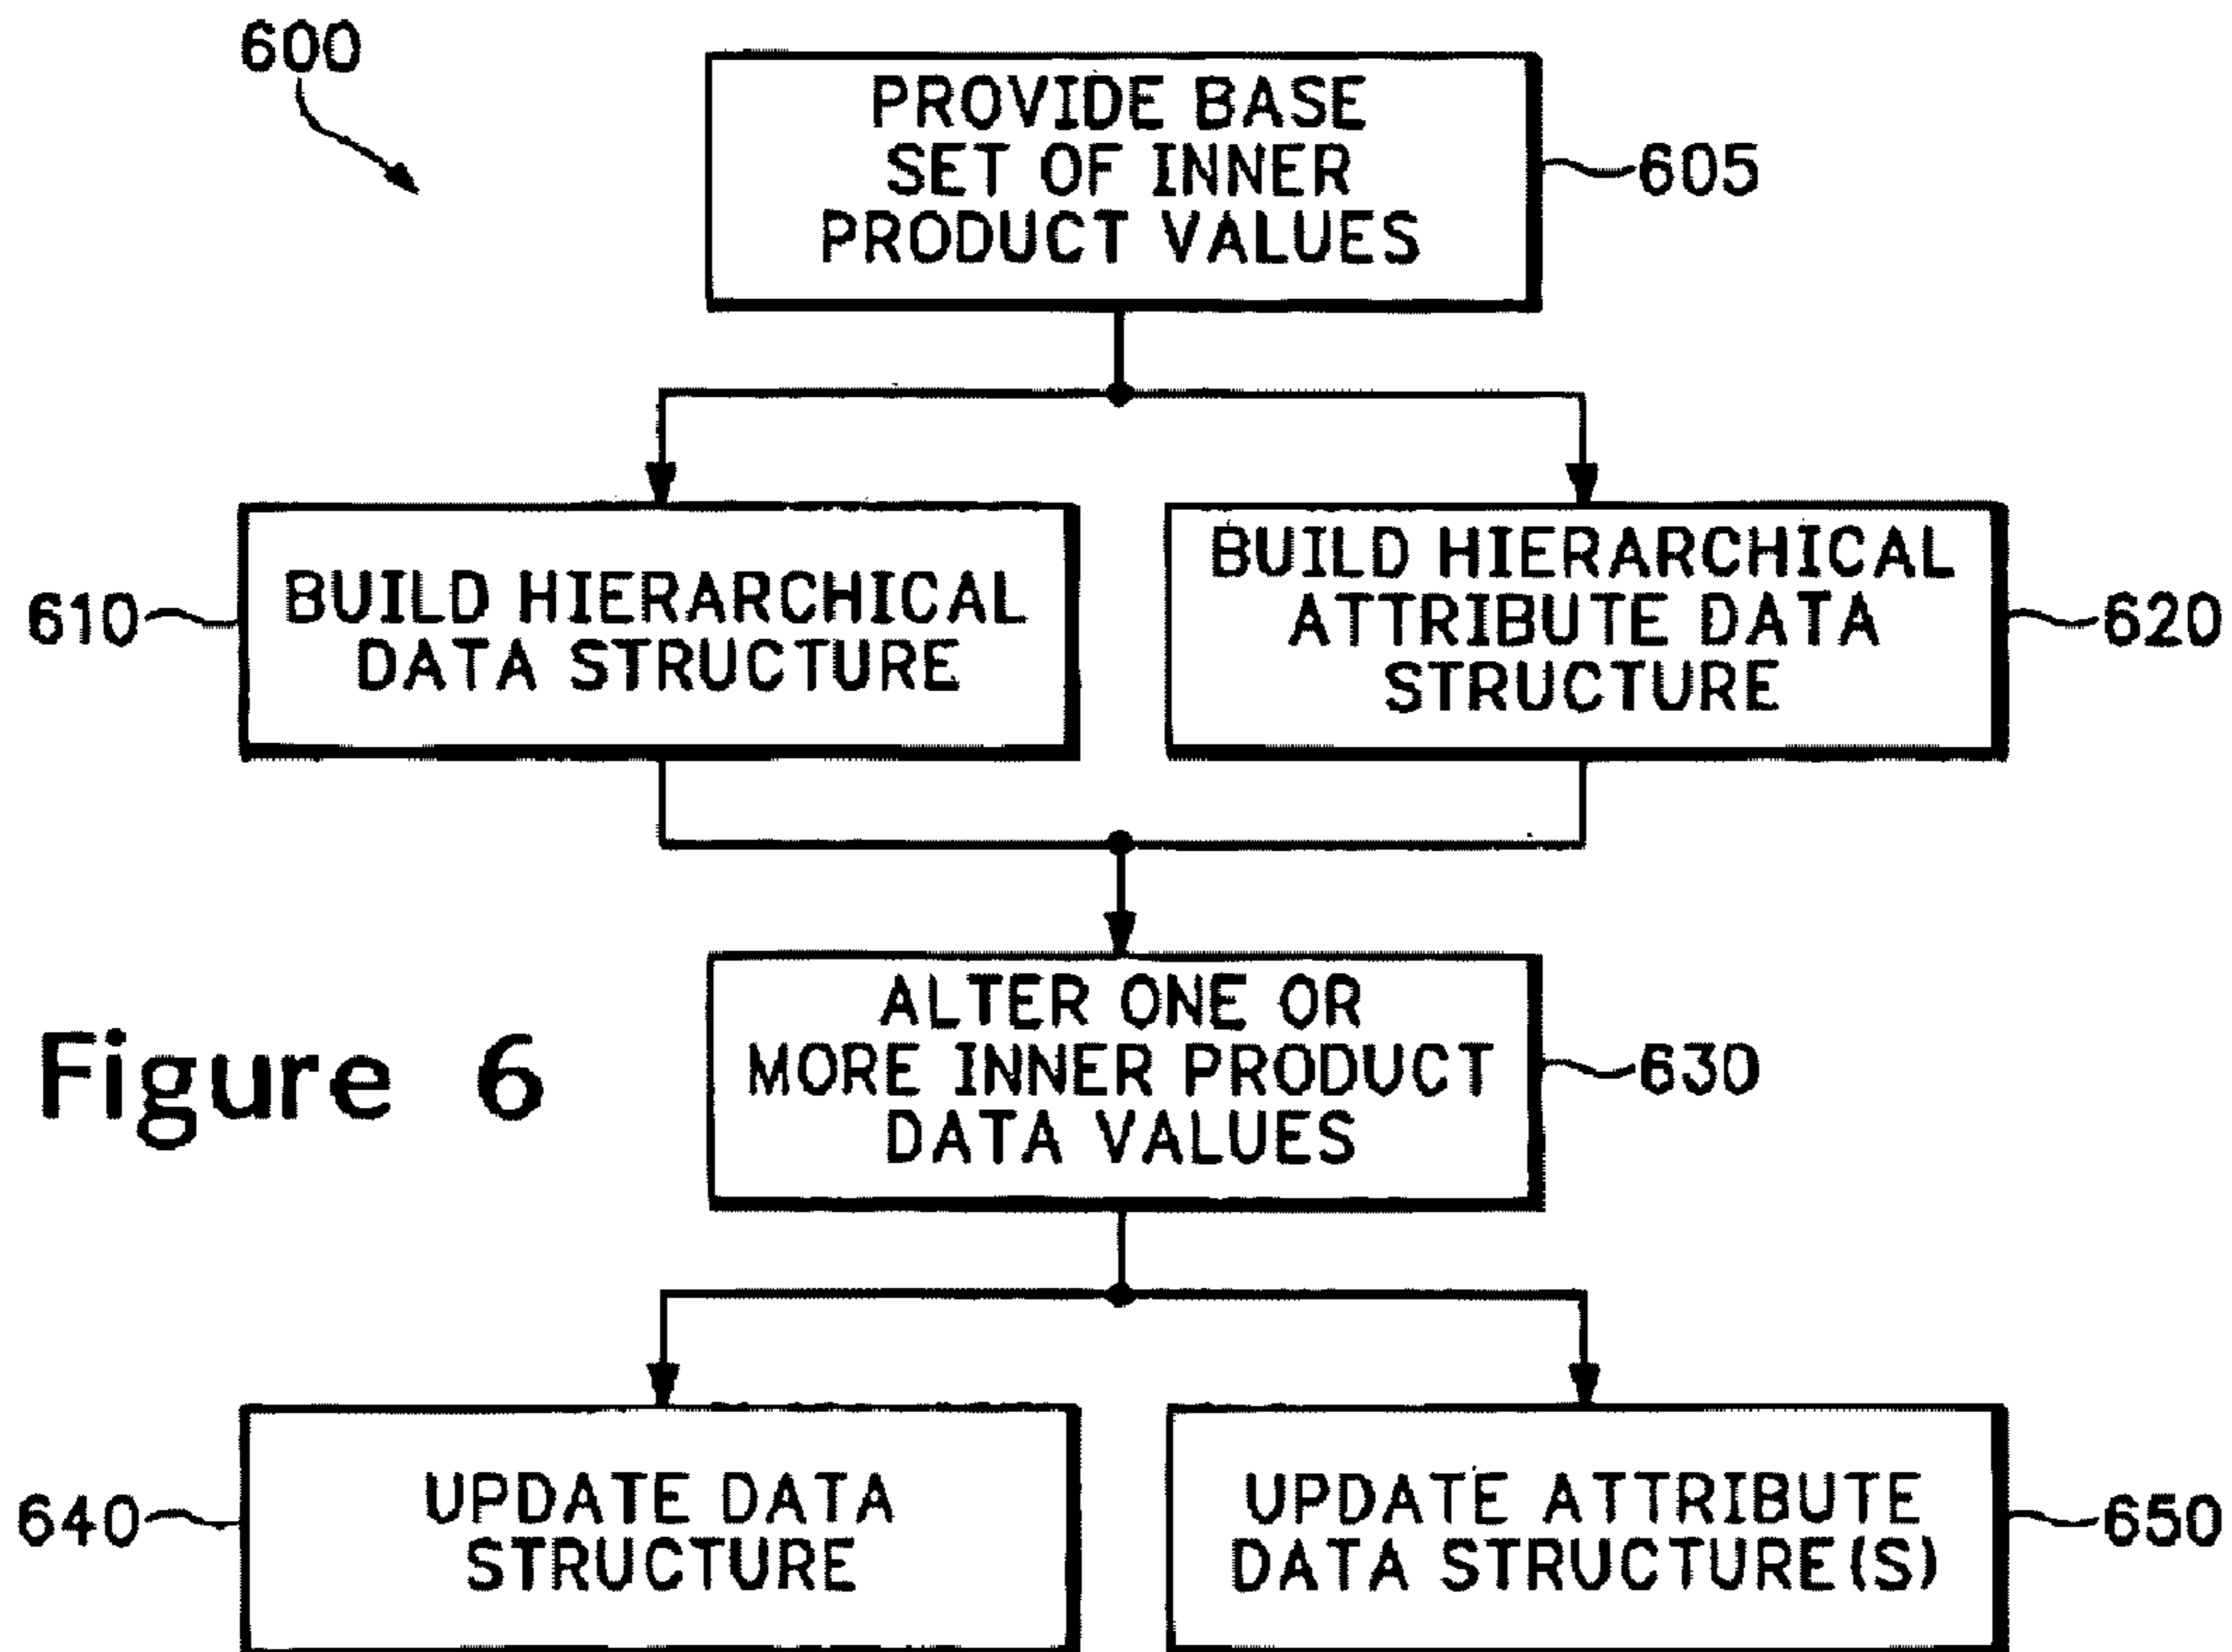 600
PROVIDE BASE
SET OF INNER
PRODUCT VALUES
605
610
BUILD HIERARCHICAL
DATA STRUCTURE
BUILD HIERARCHICAL
ATTRIBUTE DATA
STRUCTURE
620
Figure 6
ALTER ONE OR
MORE INNER PRODUCT
DATA VALUES
630
640
UPDATE DATA
STRUCTURE
UPDATE ATTRIBUTE
DATA STRUCTURE(S)
650